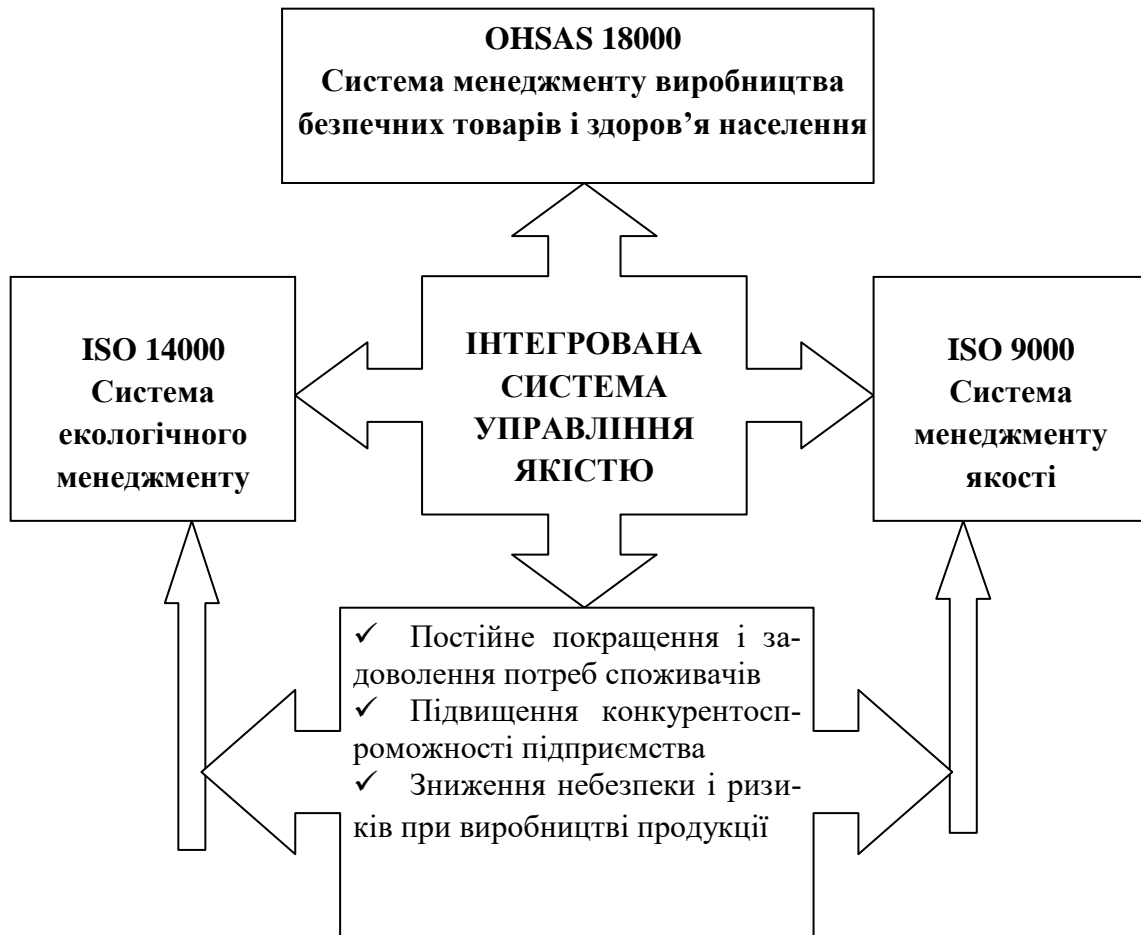 OHSAS 18000
Система менеджменту виробництва
безпечних товарів і здоров’я населення
ISO 14000
Система
екологічного
менеджменту
ІНТЕГРОВАНА
СИСТЕМА
УПРАВЛІННЯ
ЯКІСТЮ
ISO 9000
Система
менеджменту
якості
✓ Постійне покращення і за-
доволення потреб споживачів
✓ Підвищення конкурентосп-
роможності підприємства
✓ Зниження небезпеки і ризи-
ків при виробництві продукції